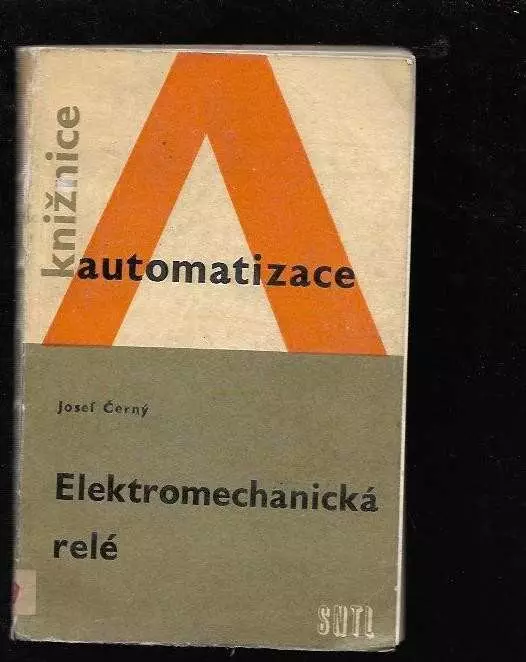 knižnice
automatizace
Josef Černý
Elektromechanická
relé
SNTL